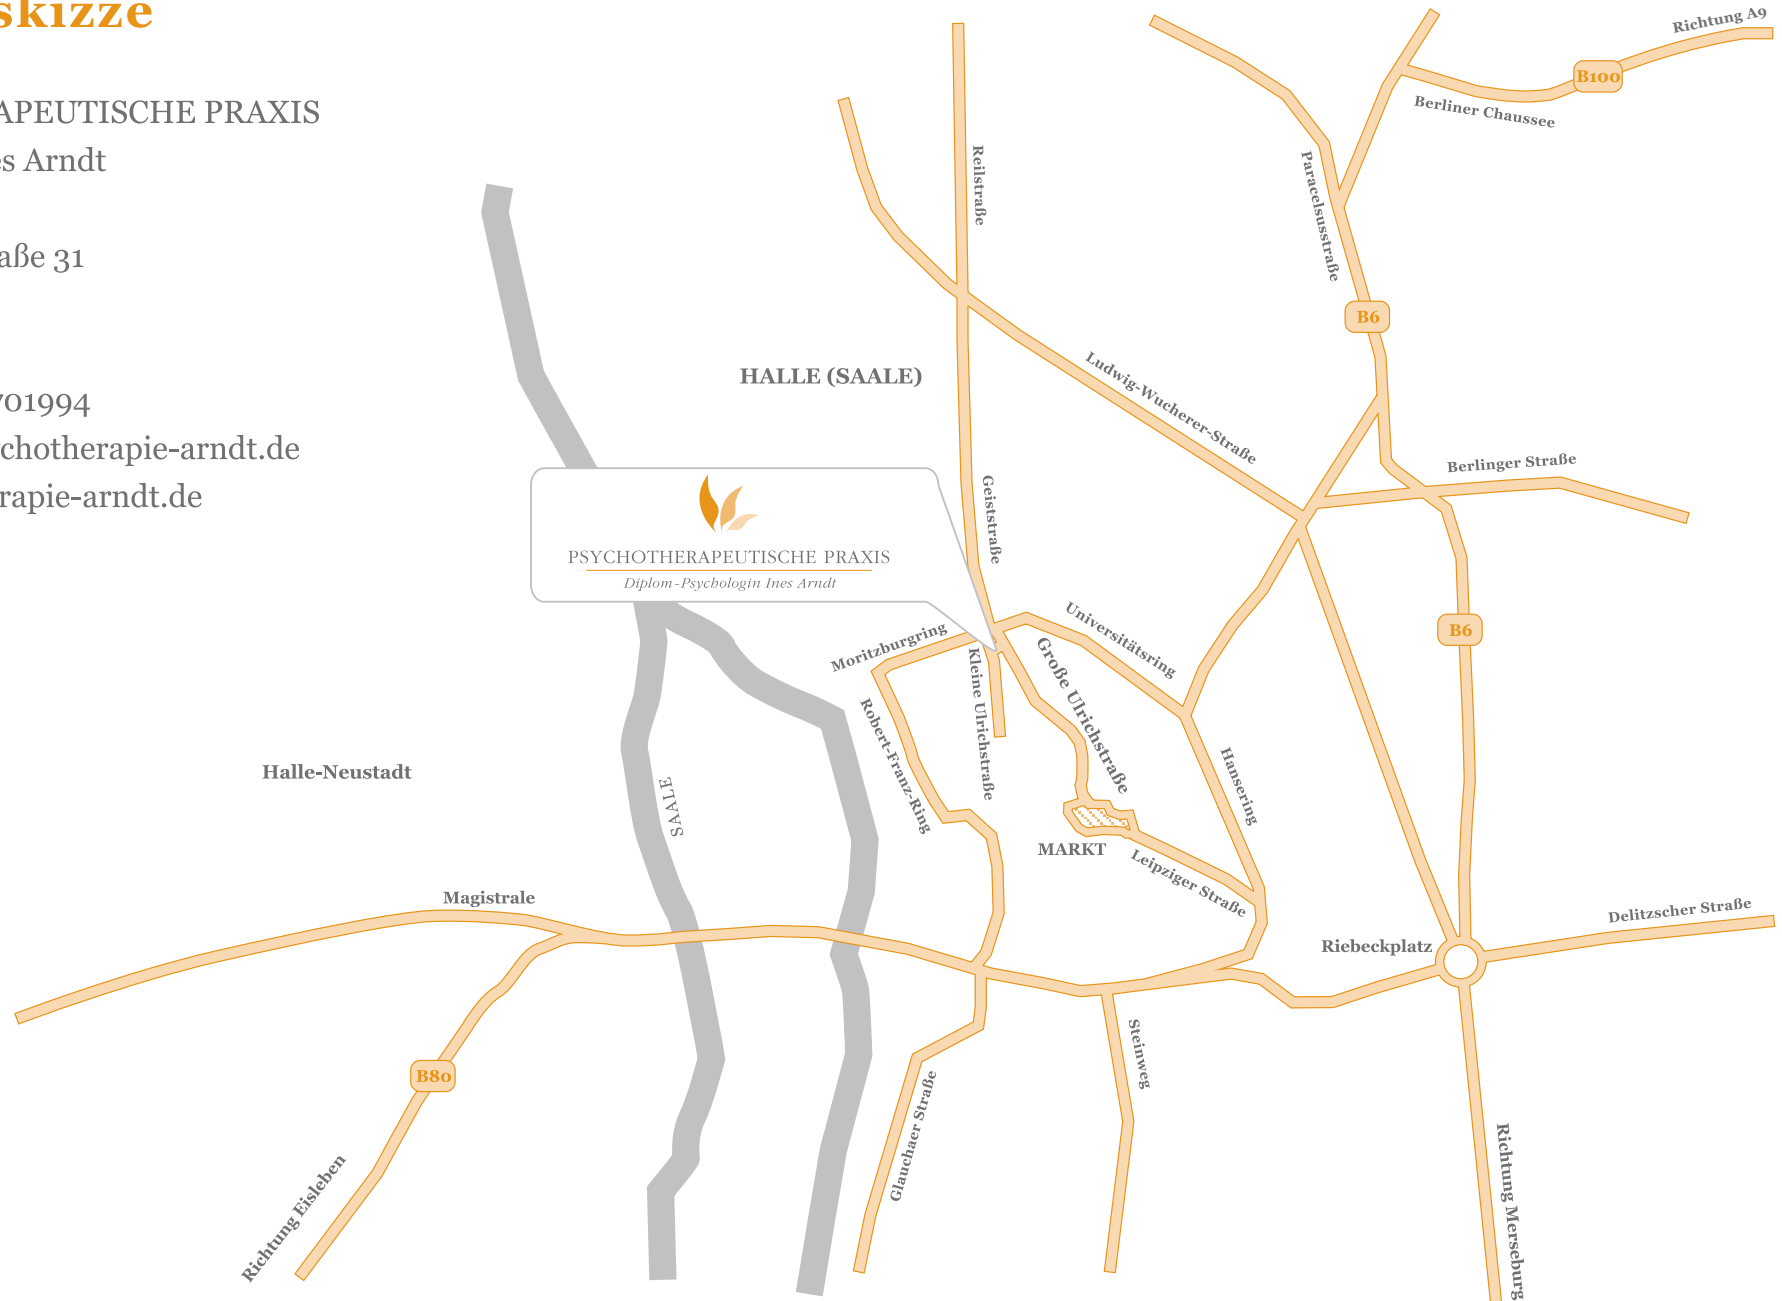 skizze
APEUTISCHE PRAXIS
es Arndt
aße 31
701994
ychotherapie-arndt.de
rapie-arndt.de
Richtung A9
B100
Berliner Chaussee
Reilstraße
Paracelsusstraße
B6
HALLE (SAALE)
Ludwig-Wucherer-Straße
Berlinger Straße
Geiststraße
PSYCHOTHERAPEUTISCHE PRAXIS
Diplom-Psychologin Ines Arndt
Universitätsring
Moritzburgring
B6
Große Ulrichstraße
Kleine Ulrichstraße
Robert-Franz-Ring
Halle-Neustadt
SAALE
Hansering
MARKT
Leipziger Straße
Magistrale
Delitzscher Straße
Riebeckplatz
Steinweg
B80
Glauchaer Straße
Richtung Eisleben
Richtung Merseburg